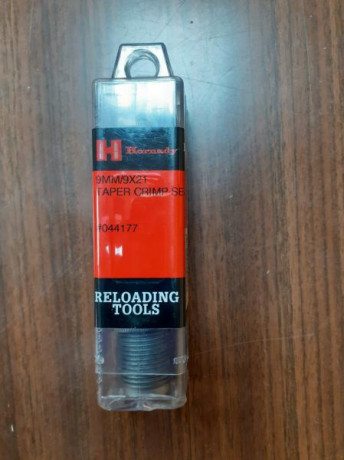 H Hornady
9MM/9X21
TAPER CRIMP SE
#044177
RELOADING
TOOLS